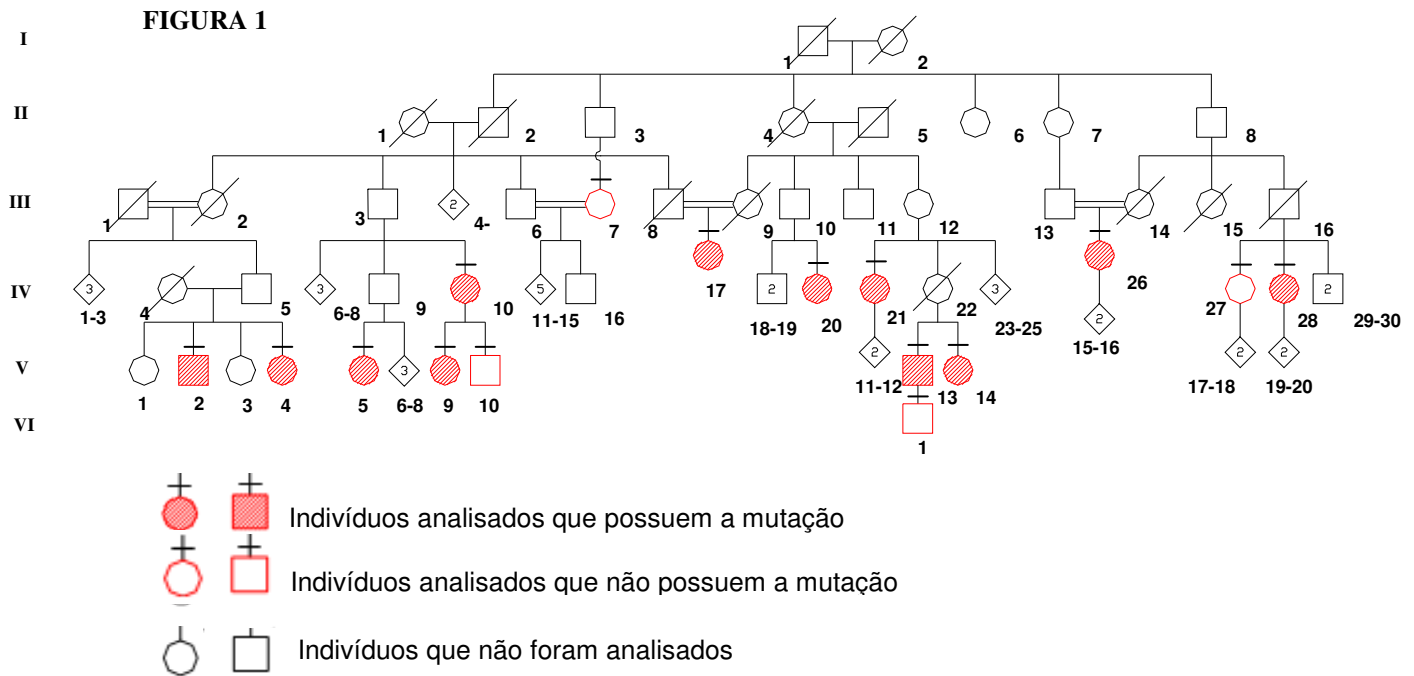 FIGURA 1
I
1 2
II
1 2 3 4 5 6 7 8
III
1 2 3 2 4- 6 7 8 9 10 11 12 13 14 15 16
IV
3 1-3 4 5 3 6-8 9 10 5 11-15 16 17 2 18-19 20 21 22 3 23-25 26 27 28 2 29-30
V
1 2 3 4 5 3 6-8 9 10 2 11-12 13 14 2 15-16 2 17-18 2 19-20
VI
1
Indivíduos analisados que possuem a mutação
Indivíduos analisados que não possuem a mutação
Indivíduos que não foram analisados